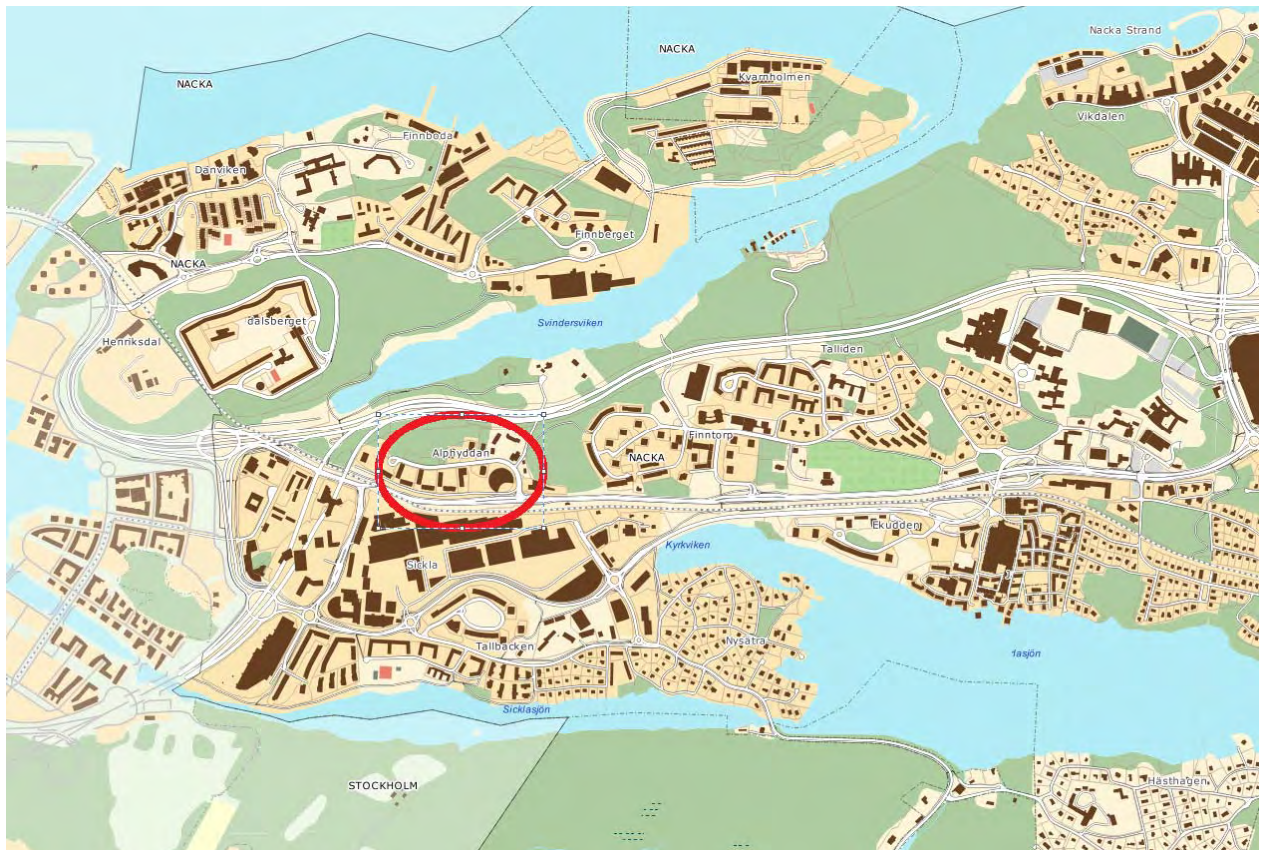 Nacka Strand
NACKA
Kvarnholmen
NACKA
Vikdalen
Finnboda
Danviken
Finnberget
NACKA
Svindersviken
dalsberget
Henriksdal
Talliden
Finntorp
Alphyddan
NACKA
Ekudden
Kyrkviken
Sickla
Nysätra
Tallbacken
lasjön
Sicklasjön
Hästhagen
STOCKHOLM